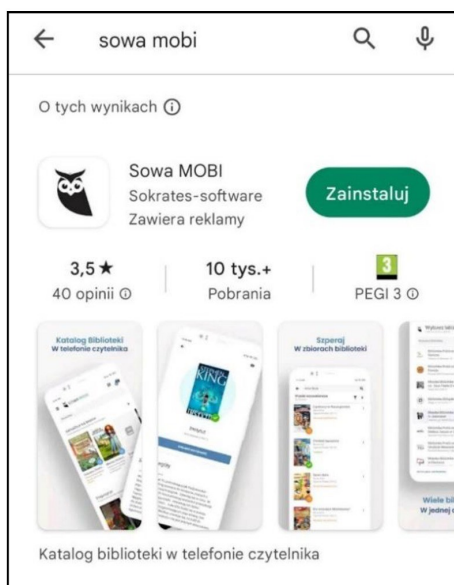 sowa mobi
O tych wynikach
Sowa MOBI
Sokrates-software
Zawiera reklamy
Zainstaluj
3,5★
40 opinii
10 tys.+
Pobrania
3
PEGI 3
Katalog Biblioteki
W telefonie czytelnika
KING
Szperaj
W zbiorach biblioteki
Wiele
W jednej
Katalog biblioteki w telefonie czytelnika